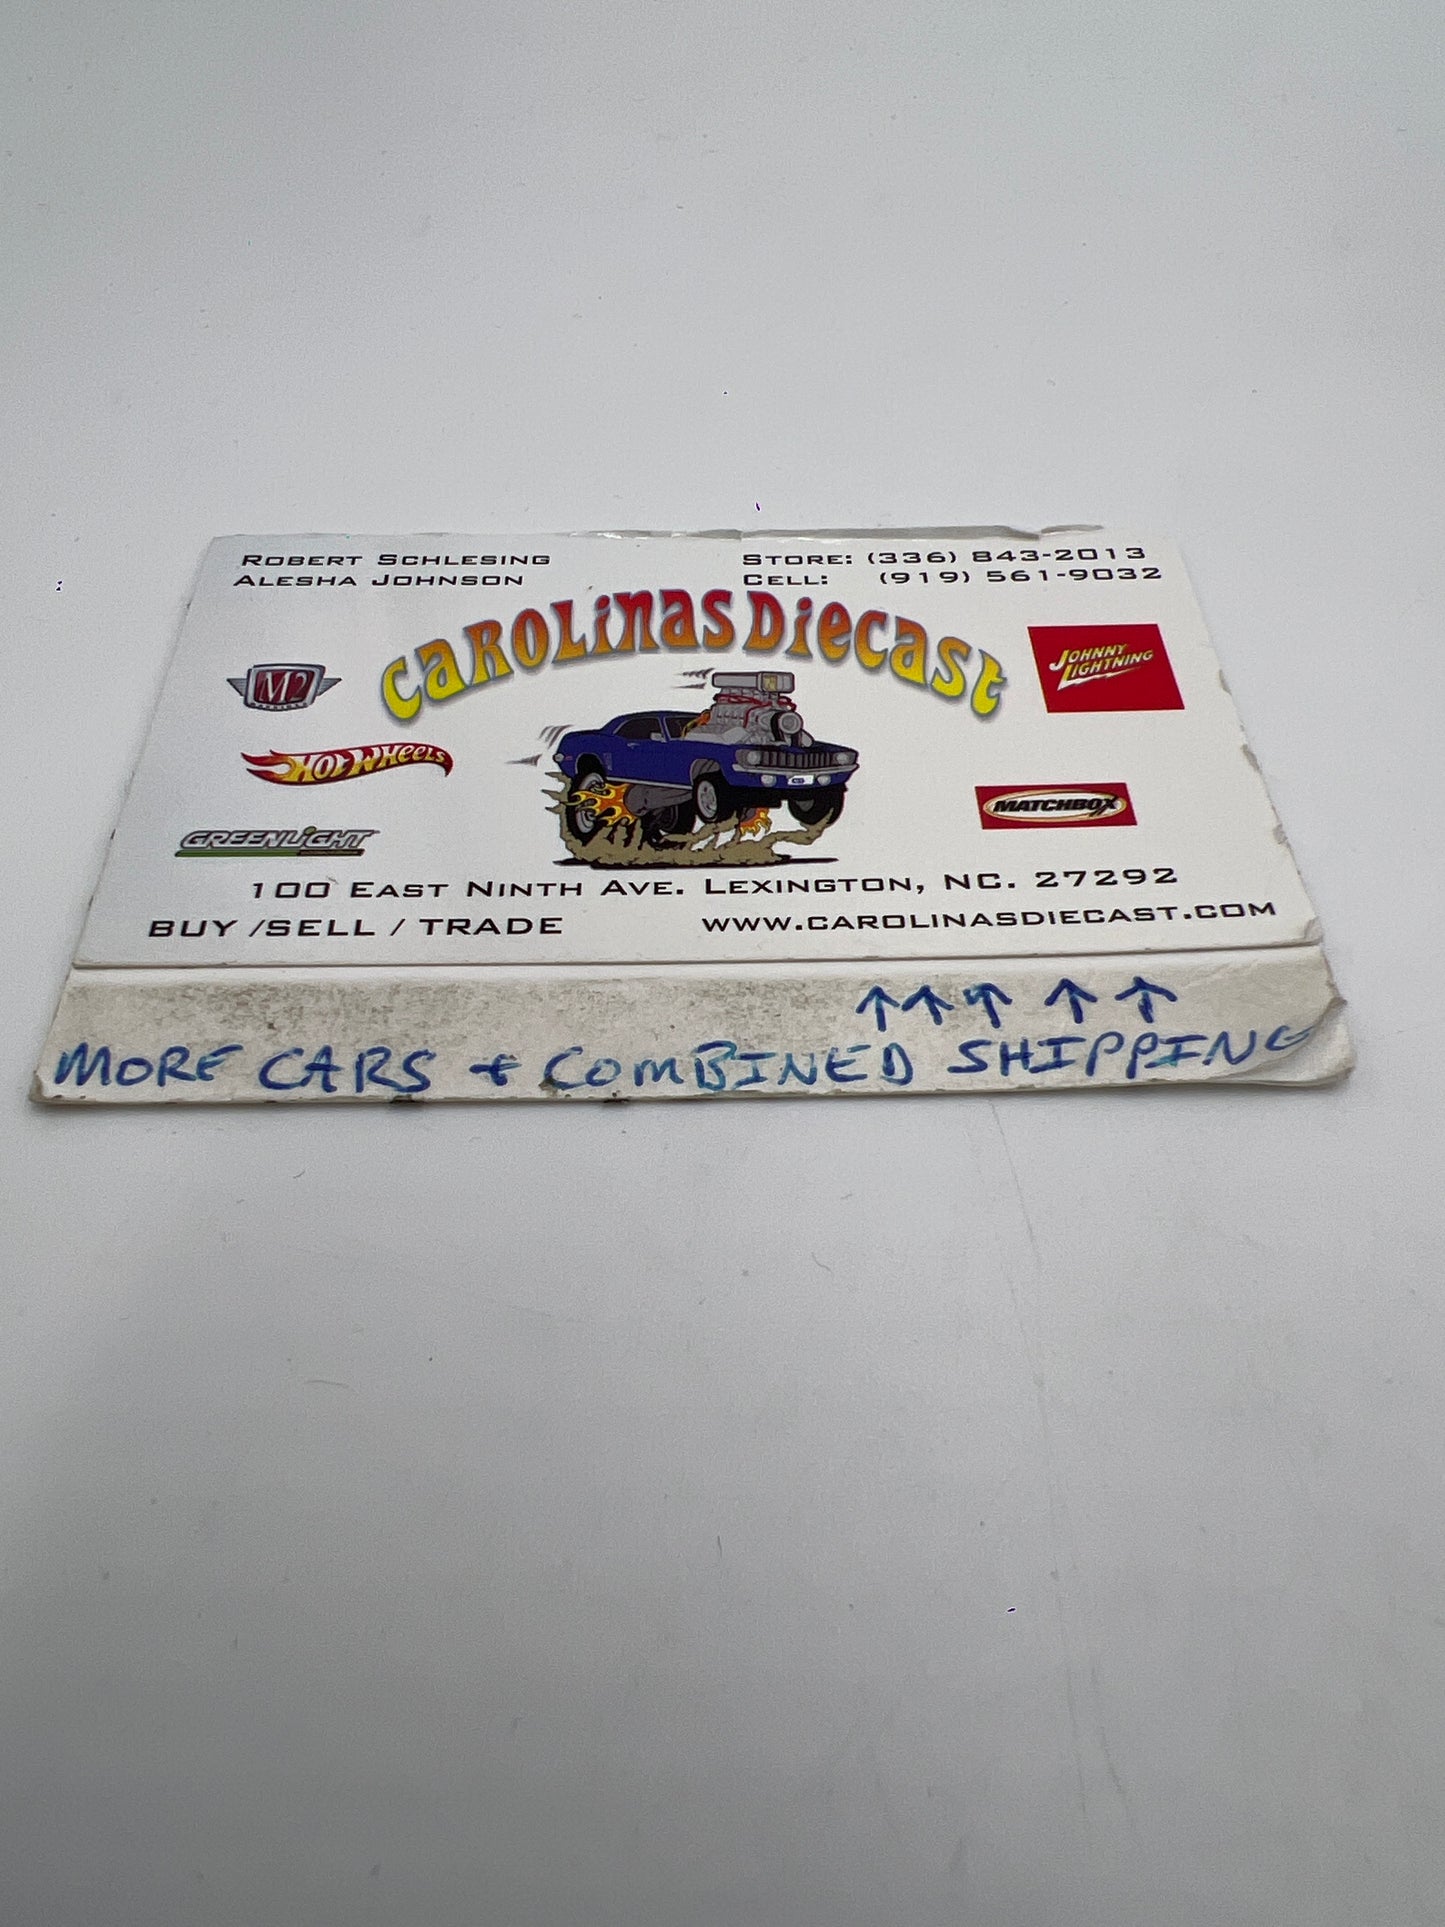 ROBERT SCHLESING
ALESHA JOHNSON
STORE: (336) 843-2013
CELL: (919) 561-9032
CAROLINAS DIECAST
M2
JOHNNY LIGHTNING
HOT WHEELS
MATCHBOX
GREENLIGHT
100 EAST NINTH AVE. LEXINGTON, NC. 27292
BUY /SELL / TRADE
WWW.CAROLINASDIECAST.COM
↑↑↑↑↑
MORE CARS + COMBINED SHIPPING